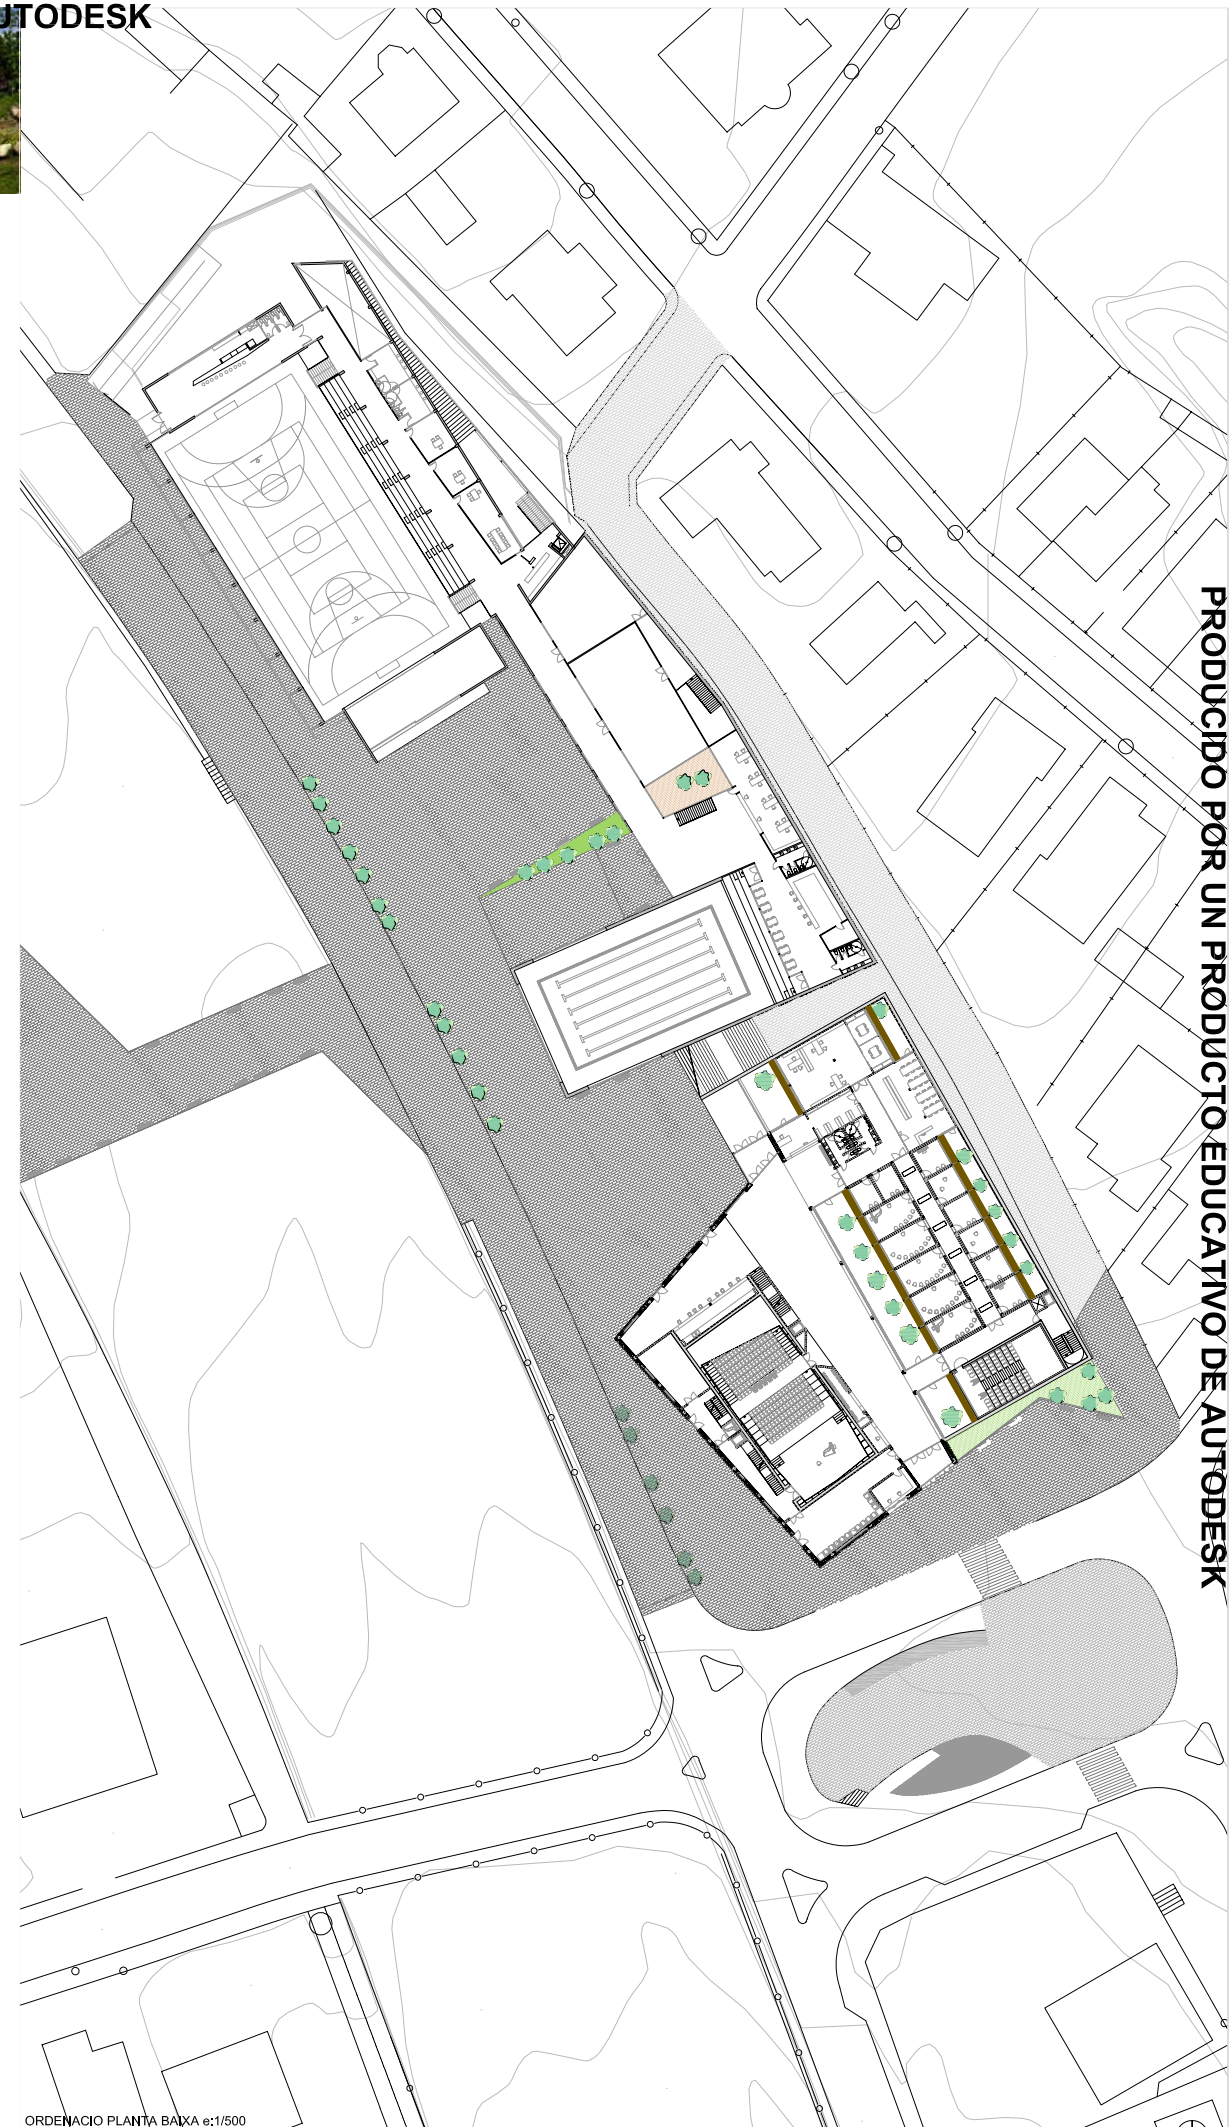 UTODESK
PRODUCIDO POR UN PRODUCTO EDUCATIVO DE AUTODESK
ORDENACIO PLANTA BAIXA e:1/500